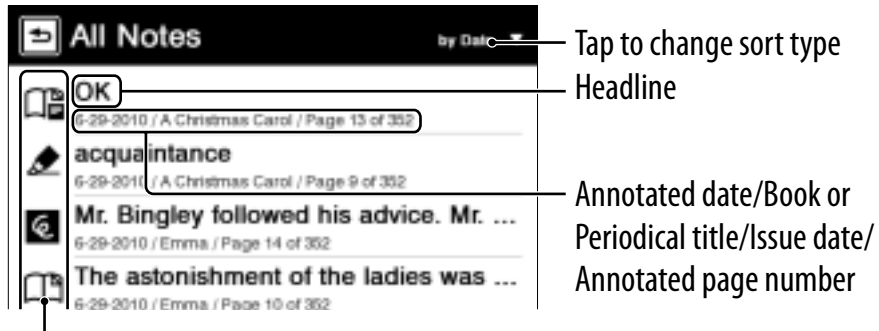 All Notes
by Date
Tap to change sort type
OK
Headline
6-29-2010 / A Christmas Carol / Page 13 of 352
acquaintance
6-29-2010 / A Christmas Carol / Page 9 of 352
Annotated date/Book or
Periodical title/Issue date/
Annotated page number
Mr. Bingley followed his advice. Mr. ...
6-29-2010 / Emma / Page 14 of 352
The astonishment of the ladies was ...
6-29-2010 / Emma / Page 10 of 352